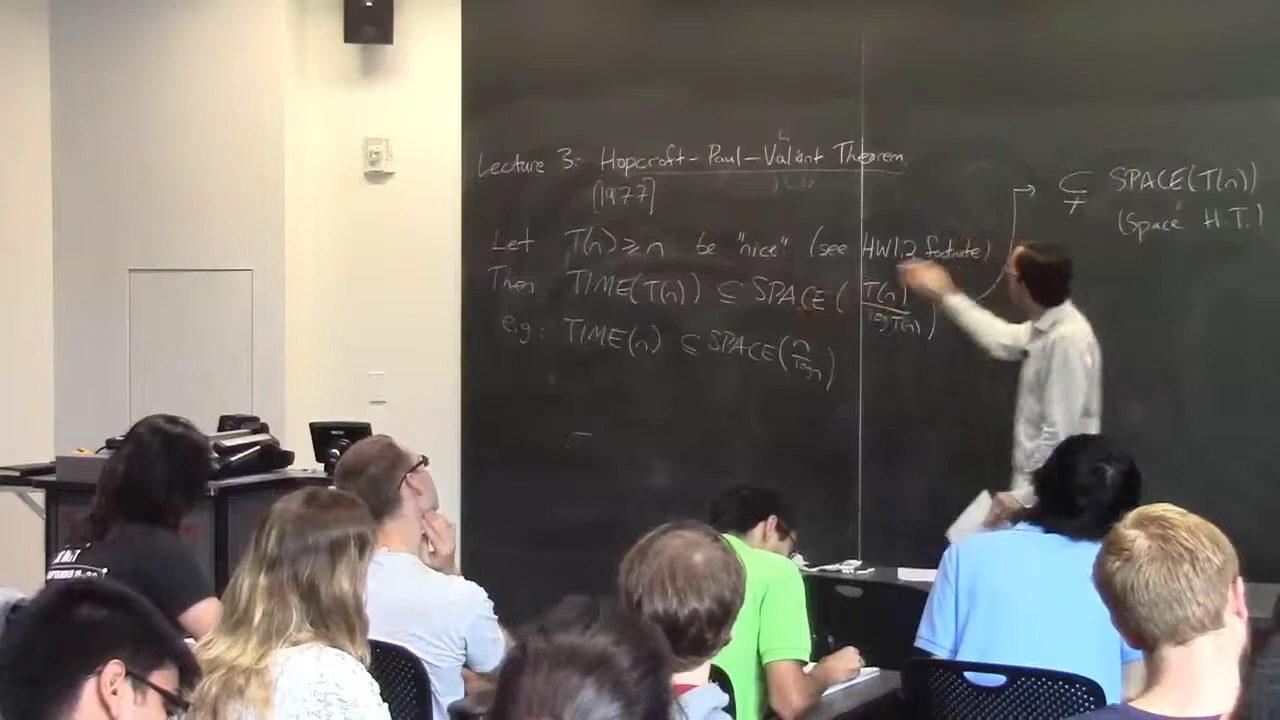 Lecture 3: Hopcroft-Paul-Valiant Theorem
[1977]
Let T(n) ≥ n be "nice" (see HW1.2 footnote)
Then TIME(T(n)) ⊆ SPACE(T(n)/log T(n))
e.g.: TIME(n) ⊆ SPACE(n/log n)
→ ⊊ SPACE(T(n))
(Space H.T.)